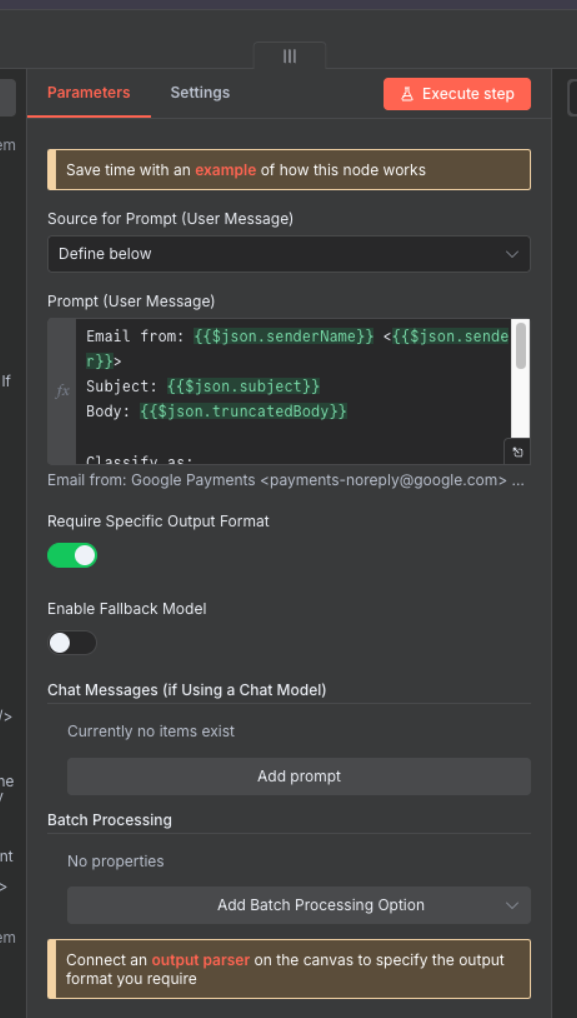 Parameters
Settings
Execute step
em
Save time with an example of how this node works
Source for Prompt (User Message)
Define below
Prompt (User Message)
fx
Email from: {{$json.senderName}} <{{$json.sende
r}}>
Subject: {{$json.subject}}
Body: {{$json.truncatedBody}}
Classify as:
If
Email from: Google Payments <payments-noreply@google.com> ...
Require Specific Output Format
Enable Fallback Model
Chat Messages (if Using a Chat Model)
/>
Currently no items exist
Add prompt
ne
Batch Processing
nt
No properties
>
Add Batch Processing Option
em
Connect an output parser on the canvas to specify the output
format you require